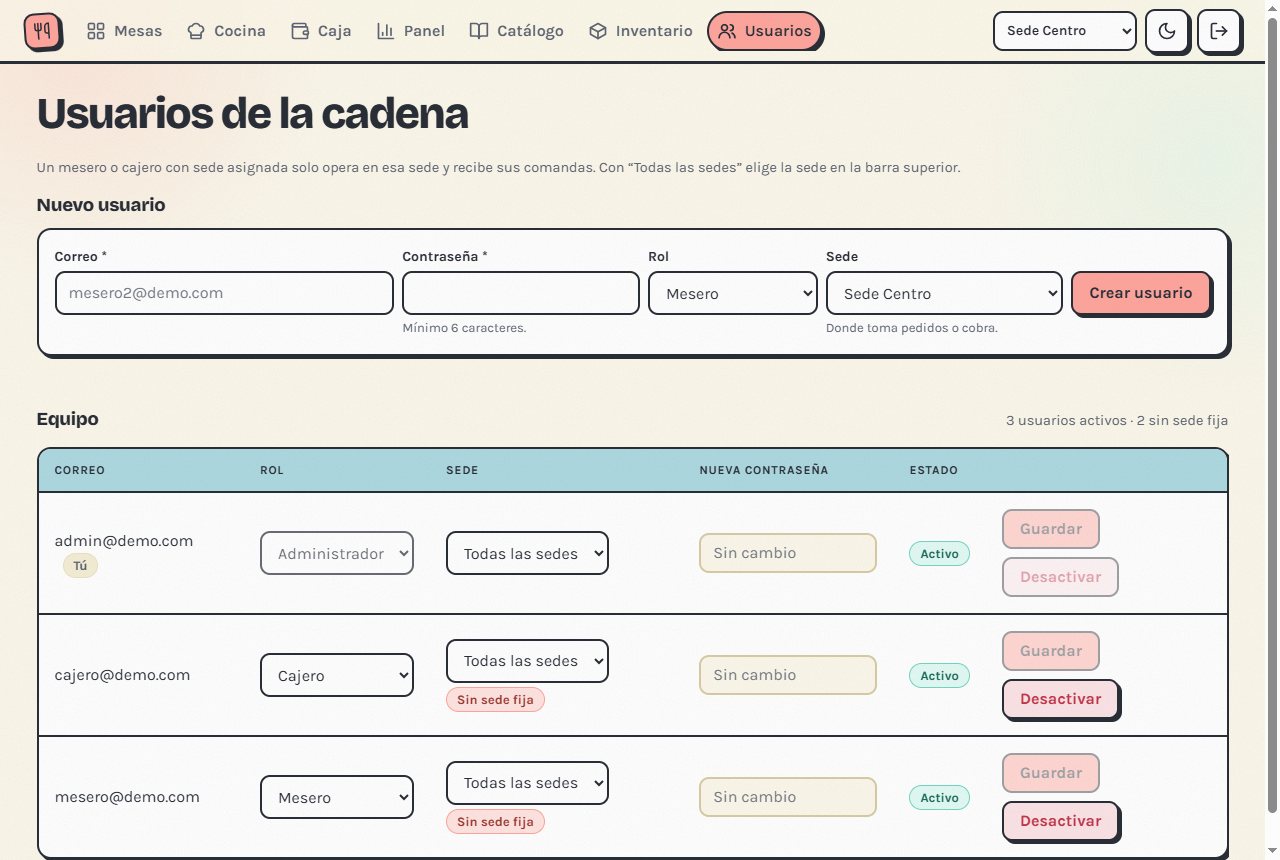 Mesas Cocina Caja Panel Catálogo Inventario Usuarios Sede Centro
Usuarios de la cadena
Un mesero o cajero con sede asignada solo opera en esa sede y recibe sus comandas. Con “Todas las sedes” elige la sede en la barra superior.
Nuevo usuario
Correo * Contraseña * Rol Sede
mesero2@demo.com Mesero Sede Centro Crear usuario
Mínimo 6 caracteres. Donde toma pedidos o cobra.
Equipo 3 usuarios activos · 2 sin sede fija
CORREO ROL SEDE NUEVA CONTRASEÑA ESTADO
admin@demo.com Tú Administrador Todas las sedes Sin cambio Activo Guardar
Desactivar
cajero@demo.com Cajero Todas las sedes Sin cambio Activo Guardar
Sin sede fija Desactivar
mesero@demo.com Mesero Todas las sedes Sin cambio Activo Guardar
Sin sede fija Desactivar